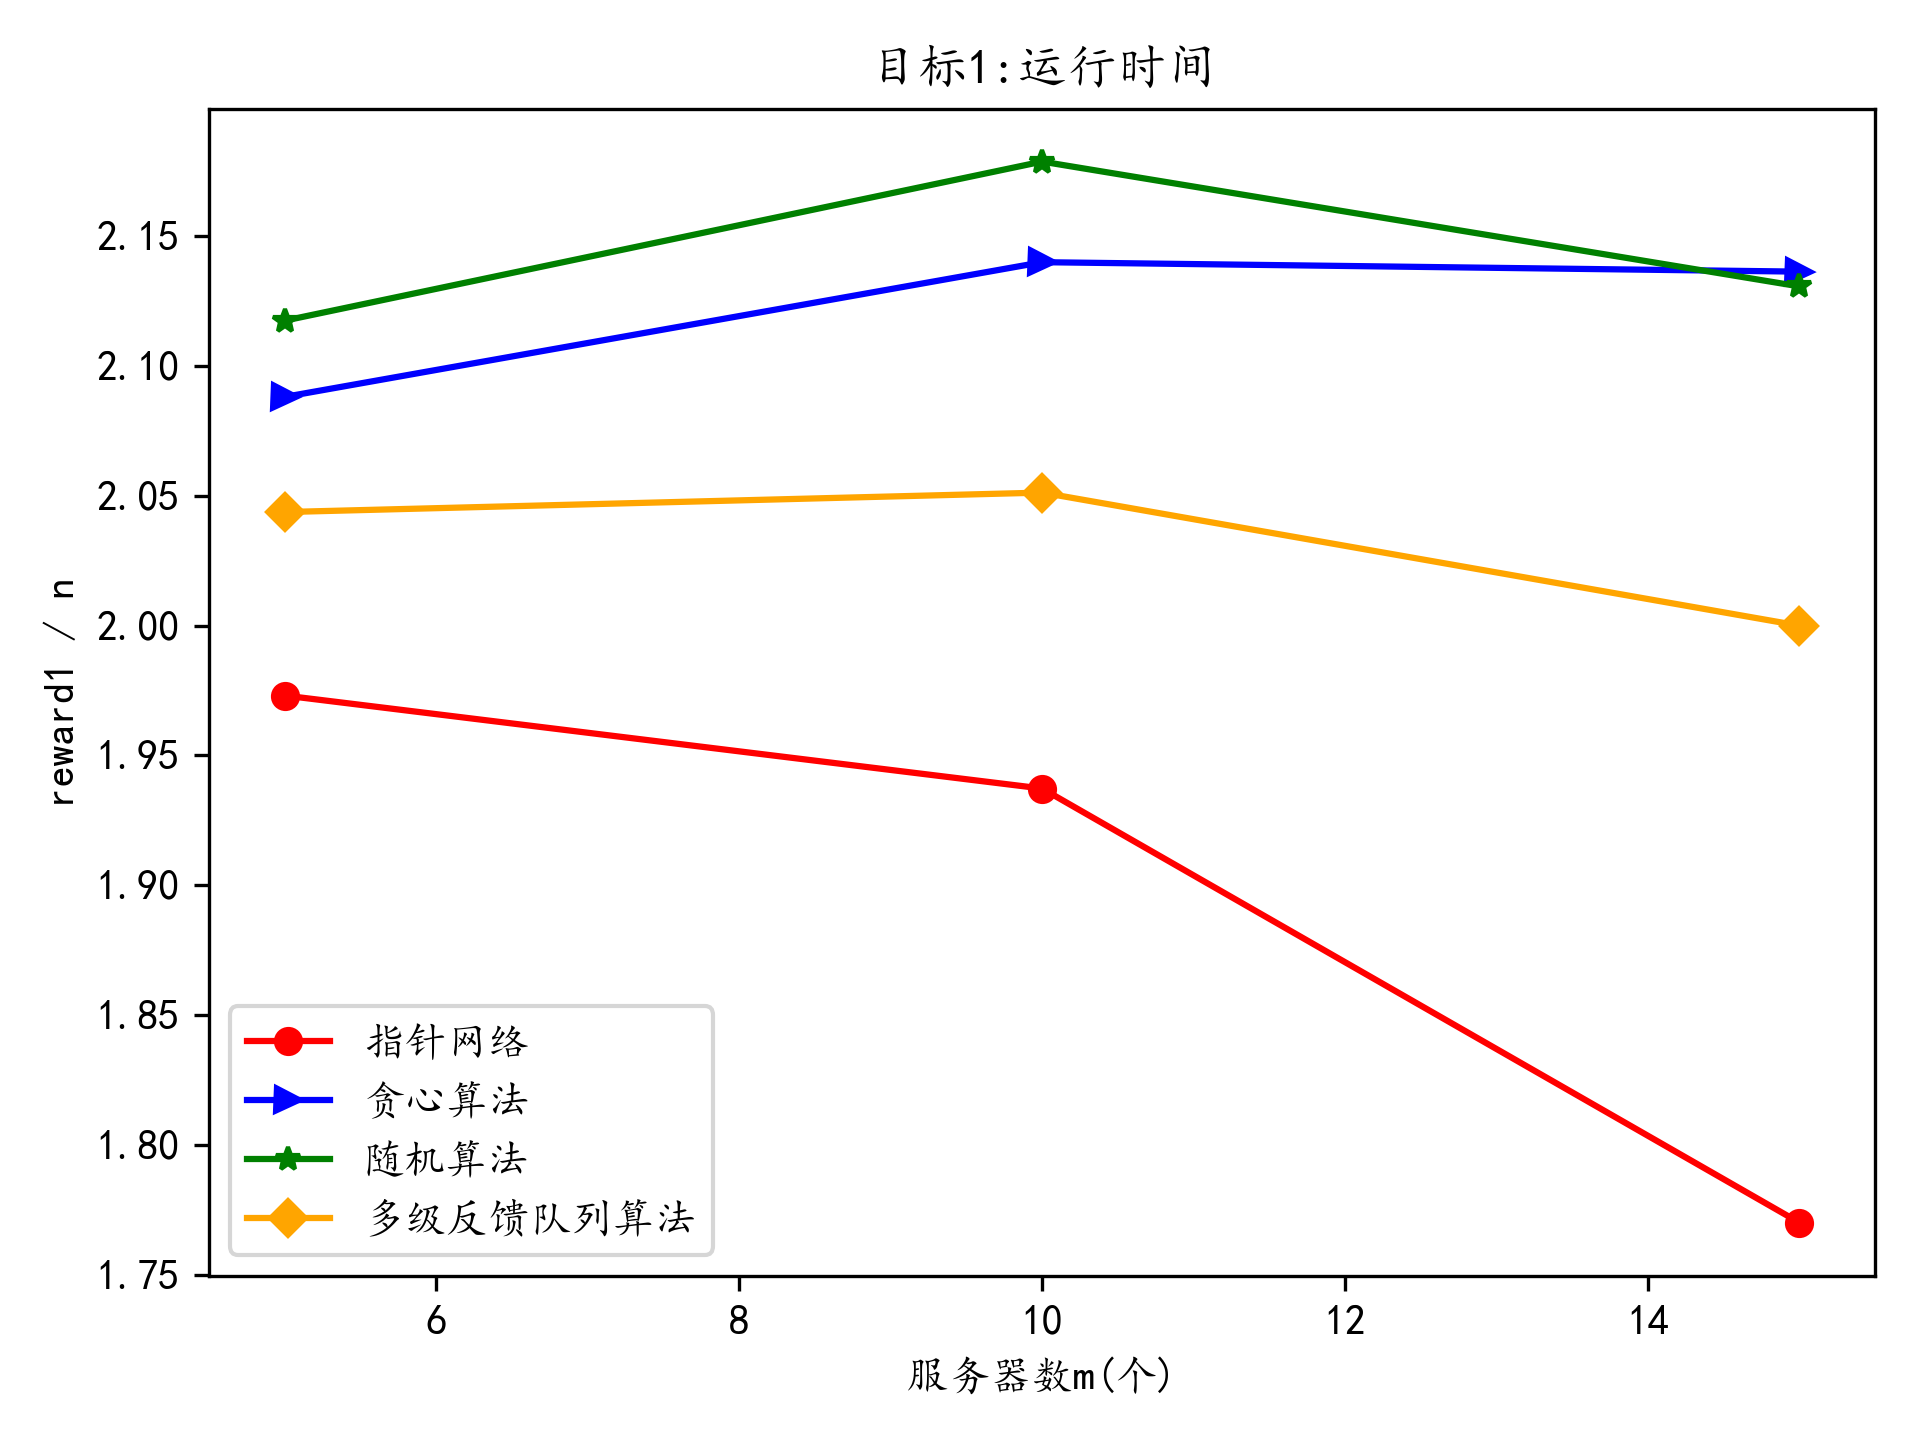 目标1:运行时间
2.15
2.10
2.05
2.00
1.95
1.90
1.85
1.80
1.75
reward1 / n
指针网络
贪心算法
随机算法
多级反馈队列算法
6 8 10 12 14
服务器数m(个)